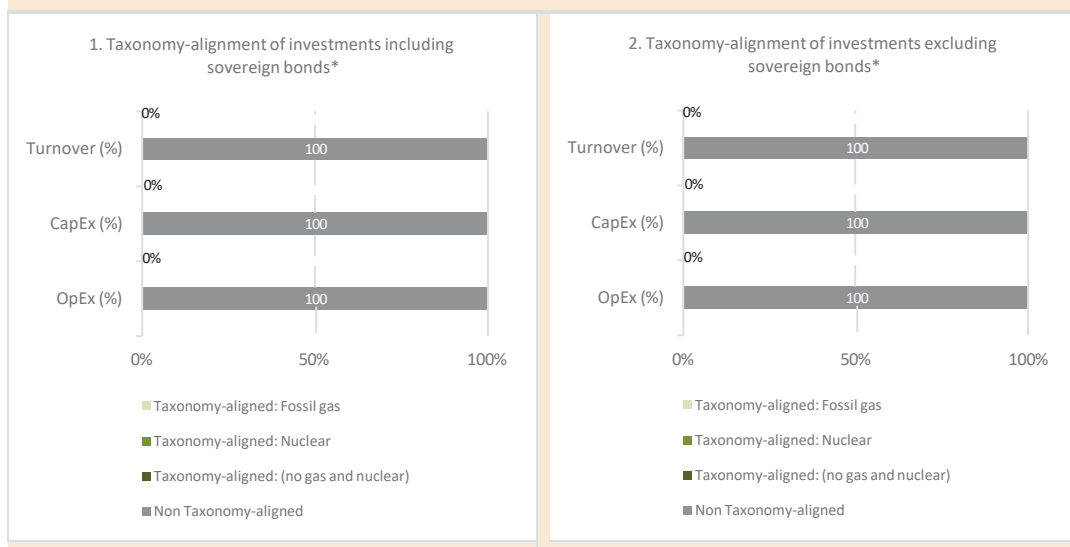 1. Taxonomy-alignment of investments including
sovereign bonds*
0%
Turnover (%)
100
0%
CapEx (%)
100
0%
OpEx (%)
100
0%
50%
100%
Taxonomy-aligned: Fossil gas
Taxonomy-aligned: Nuclear
Taxonomy-aligned: (no gas and nuclear)
Non Taxonomy-aligned
2. Taxonomy-alignment of investments excluding
sovereign bonds*
0%
Turnover (%)
100
0%
CapEx (%)
100
0%
OpEx (%)
100
0%
50%
100%
Taxonomy-aligned: Fossil gas
Taxonomy-aligned: Nuclear
Taxonomy-aligned: (no gas and nuclear)
Non Taxonomy-aligned